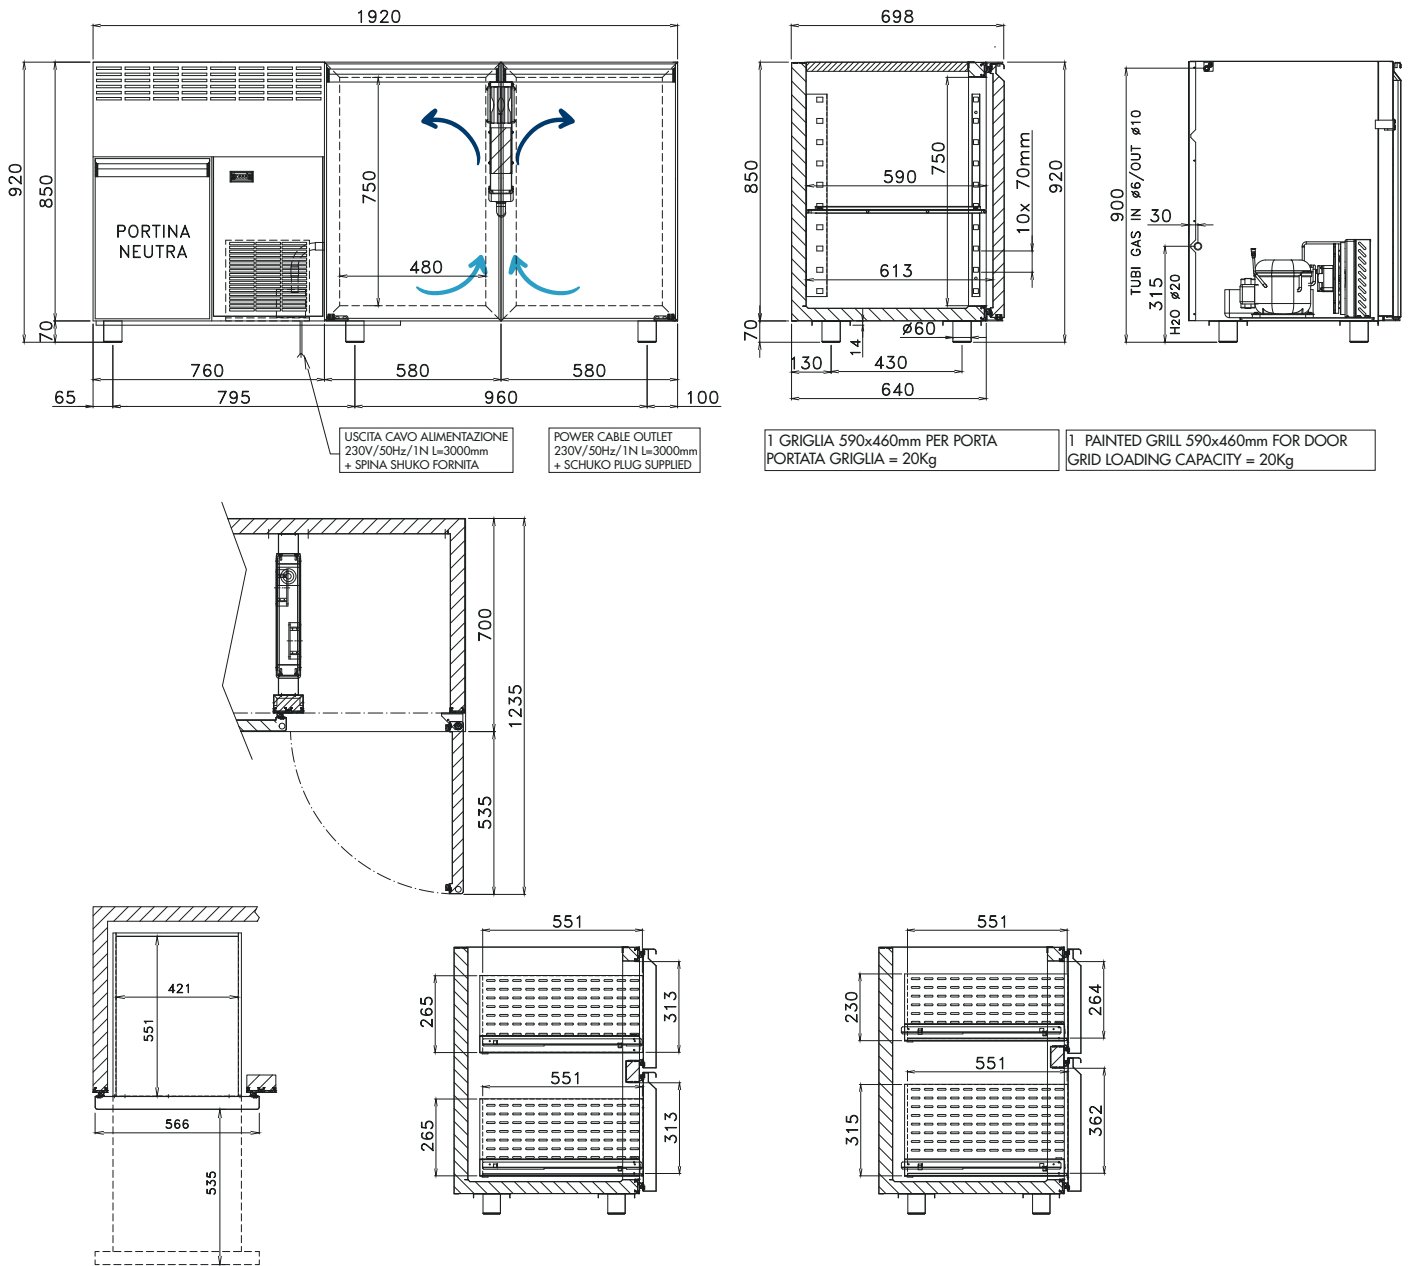 1920
698
920
850
70
PORTINA
NEUTRA
750
480
760
580
580
65
795
960
100
USCITA CAVO ALIMENTAZIONE
230V/50Hz/1N L=3000mm
+ SPINA SHUKO FORNITA
POWER CABLE OUTLET
230V/50Hz/1N L=3000mm
+ SCHUKO PLUG SUPPLIED
850
70
590
750
10x 70mm
920
613
ø60
14
130
430
640
900
TUBI GAS IN ø6/OUT ø10
30
315
H2O ø20
1 GRIGLIA 590x460mm PER PORTA
PORTATA GRIGLIA = 20Kg
1 PAINTED GRILL 590x460mm FOR DOOR
GRID LOADING CAPACITY = 20Kg
700
1235
535
421
551
566
535
551
265
313
551
265
313
551
230
264
551
315
362